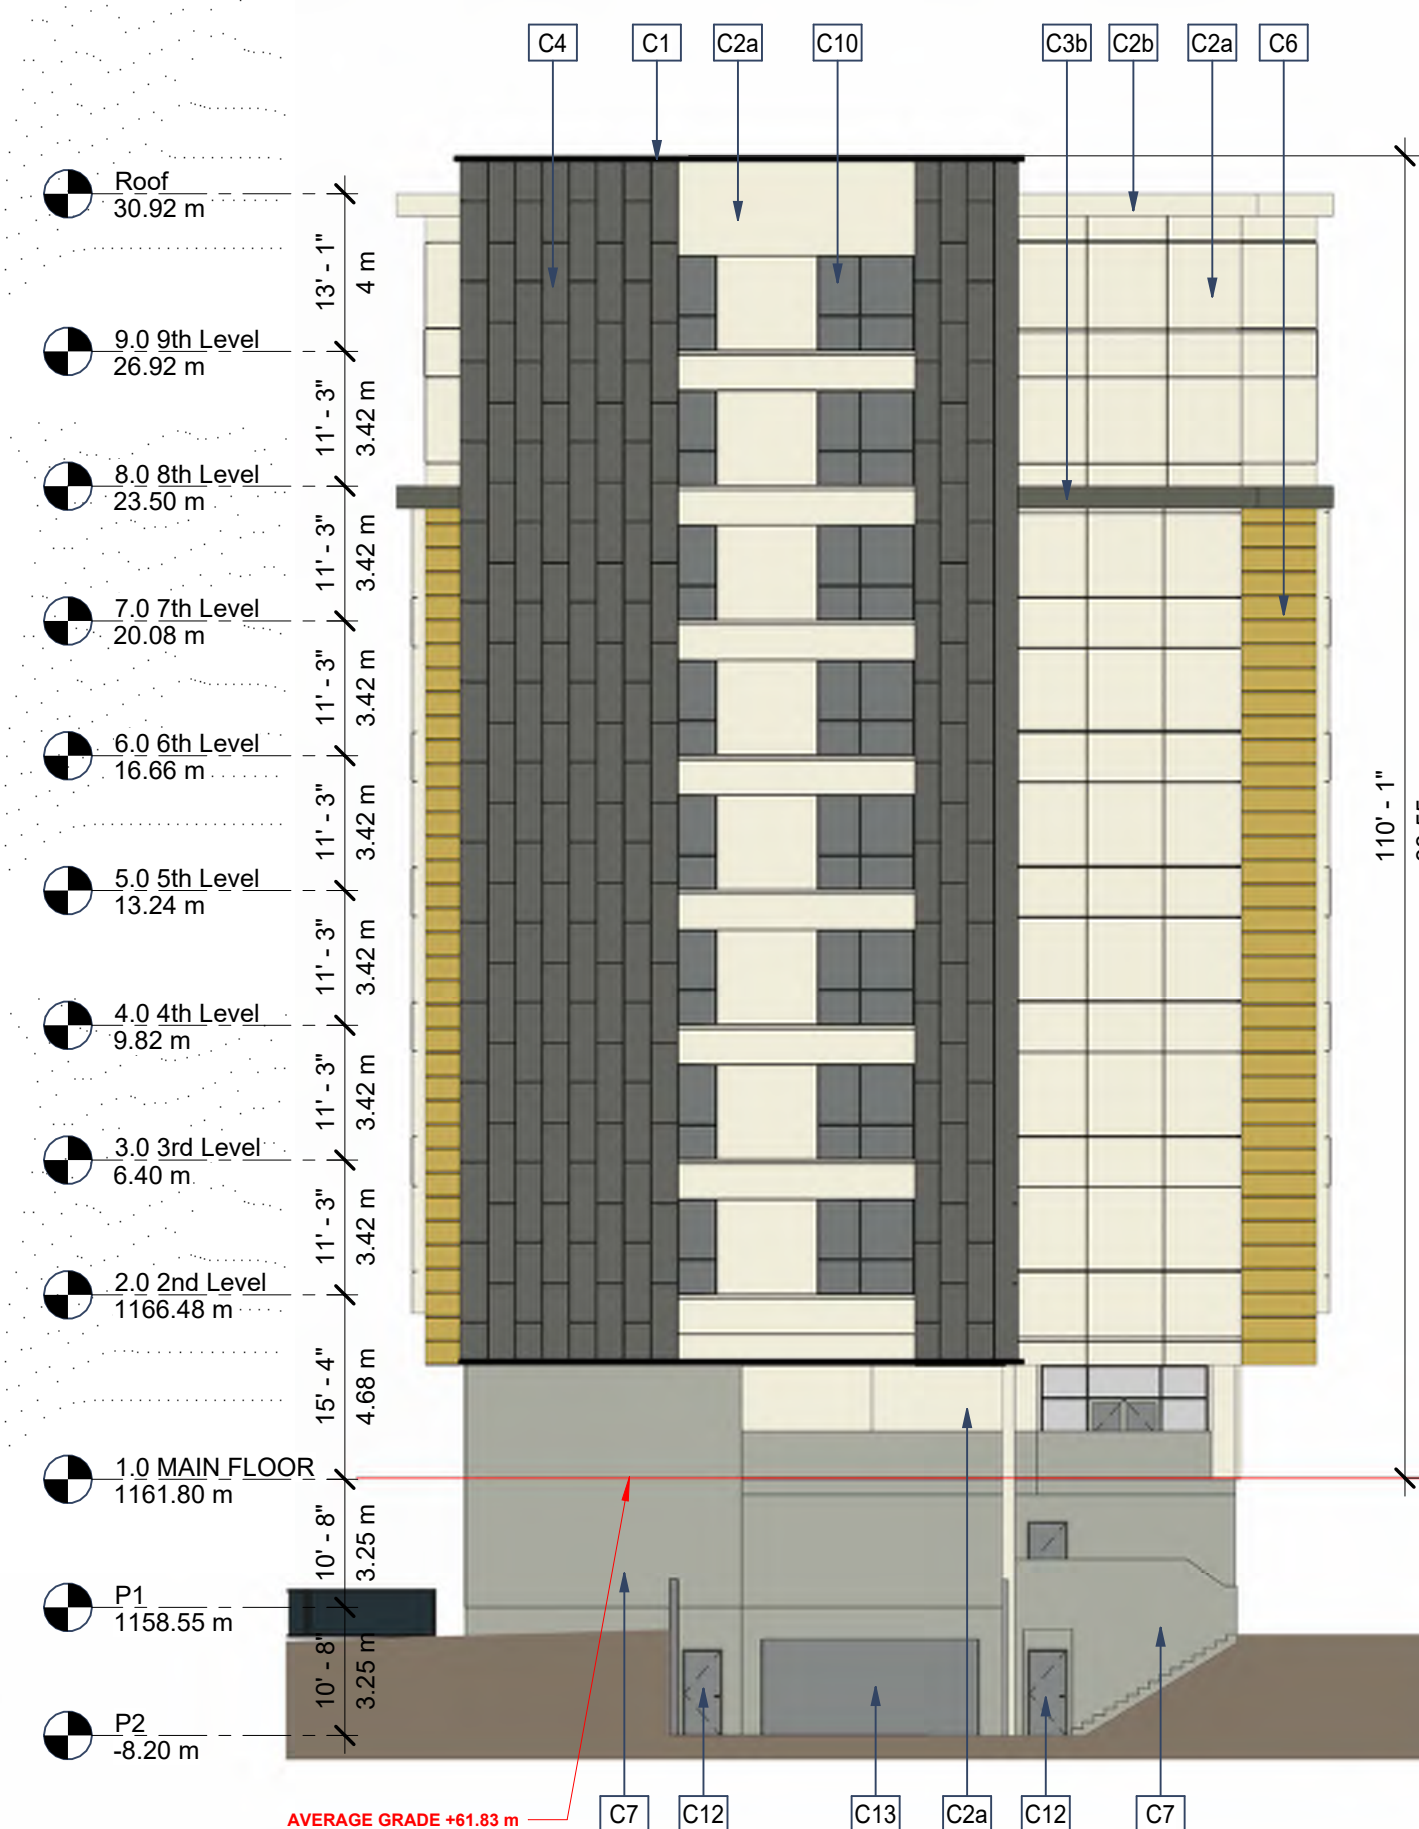 C4 C1 C2a C10 C3b C2b C2a C6
Roof
30.92 m
13' - 1"
4 m
9.0 9th Level
26.92 m
11' - 3"
3.42 m
8.0 8th Level
23.50 m
11' - 3"
3.42 m
7.0 7th Level
20.08 m
11' - 3"
3.42 m
6.0 6th Level
16.66 m
11' - 3"
3.42 m
5.0 5th Level
13.24 m
11' - 3"
3.42 m
4.0 4th Level
9.82 m
11' - 3"
3.42 m
3.0 3rd Level
6.40 m
11' - 3"
3.42 m
2.0 2nd Level
1166.48 m
15' - 4"
4.68 m
1.0 MAIN FLOOR
1161.80 m
10' - 8"
3.25 m
P1
1158.55 m
10' - 8"
3.25 m
P2
-8.20 m
110' - 1"
AVERAGE GRADE +61.83 m
C7 C12 C13 C2a C12 C7